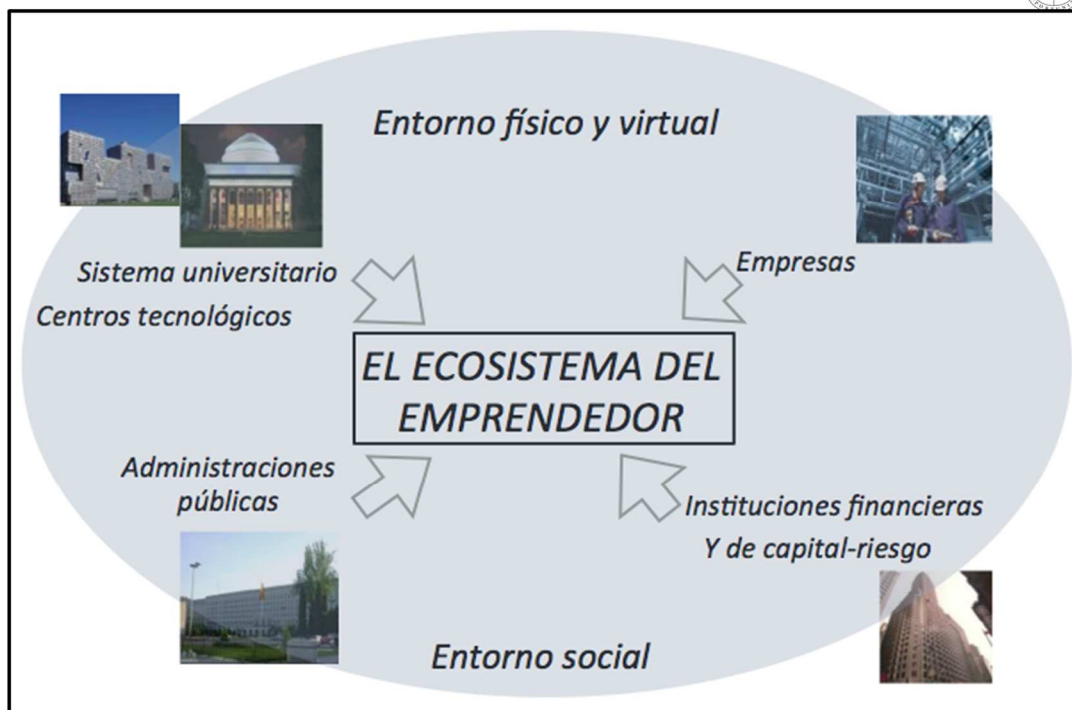 Entorno físico y virtual
Sistema universitario
Centros tecnológicos
Empresas
EL ECOSISTEMA DEL
EMPRENDEDOR
Administraciones
públicas
Instituciones financieras
Y de capital-riesgo
Entorno social